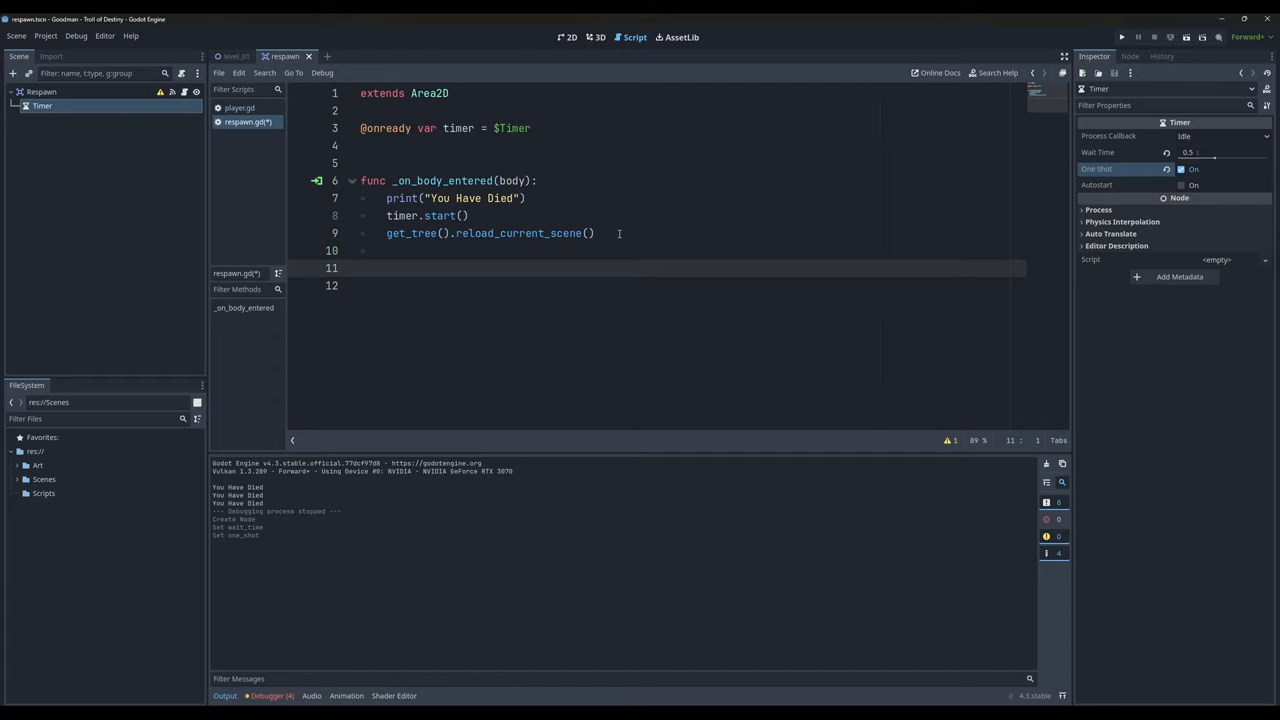 respawn.tscn - Goodman - Troll of Destiny - Godot Engine
Scene Project Debug Editor Help
2D 3D Script AssetLib
Forward+
Scene Import
Filter: name, t:type, g:group
Respawn
Timer
level_01 respawn
File Edit Search Go To Debug
Online Docs Search Help
Filter Scripts
player.gd
respawn.gd(*)
respawn.gd(*)
Filter Methods
_on_body_entered
1 extends Area2D
2
3 @onready var timer = $Timer
4
5
6 func _on_body_entered(body):
7 print("You Have Died")
8 timer.start()
9 get_tree().reload_current_scene()
10
11
12
1 89 % 11 : 1 Tabs
Inspector Node History
Timer
Filter Properties
Timer
Process Callback Idle
Wait Time 0.5 s
One Shot On
Autostart On
Node
Process
Physics Interpolation
Auto Translate
Editor Description
Script <empty>
Add Metadata
FileSystem
res://Scenes
Filter Files
Favorites:
res://
Art
Scenes
Scripts
Godot Engine v4.3.stable.official.77dcf97d8 - https://godotengine.org
Vulkan 1.3.289 - Forward+ - Using Device #0: NVIDIA - NVIDIA GeForce RTX 3070
You Have Died
You Have Died
You Have Died
--- Debugging process stopped ---
Create Node
Set wait_time
Set one_shot
6
0
0
4
Filter Messages
Output Debugger (4) Audio Animation Shader Editor
4.3.stable